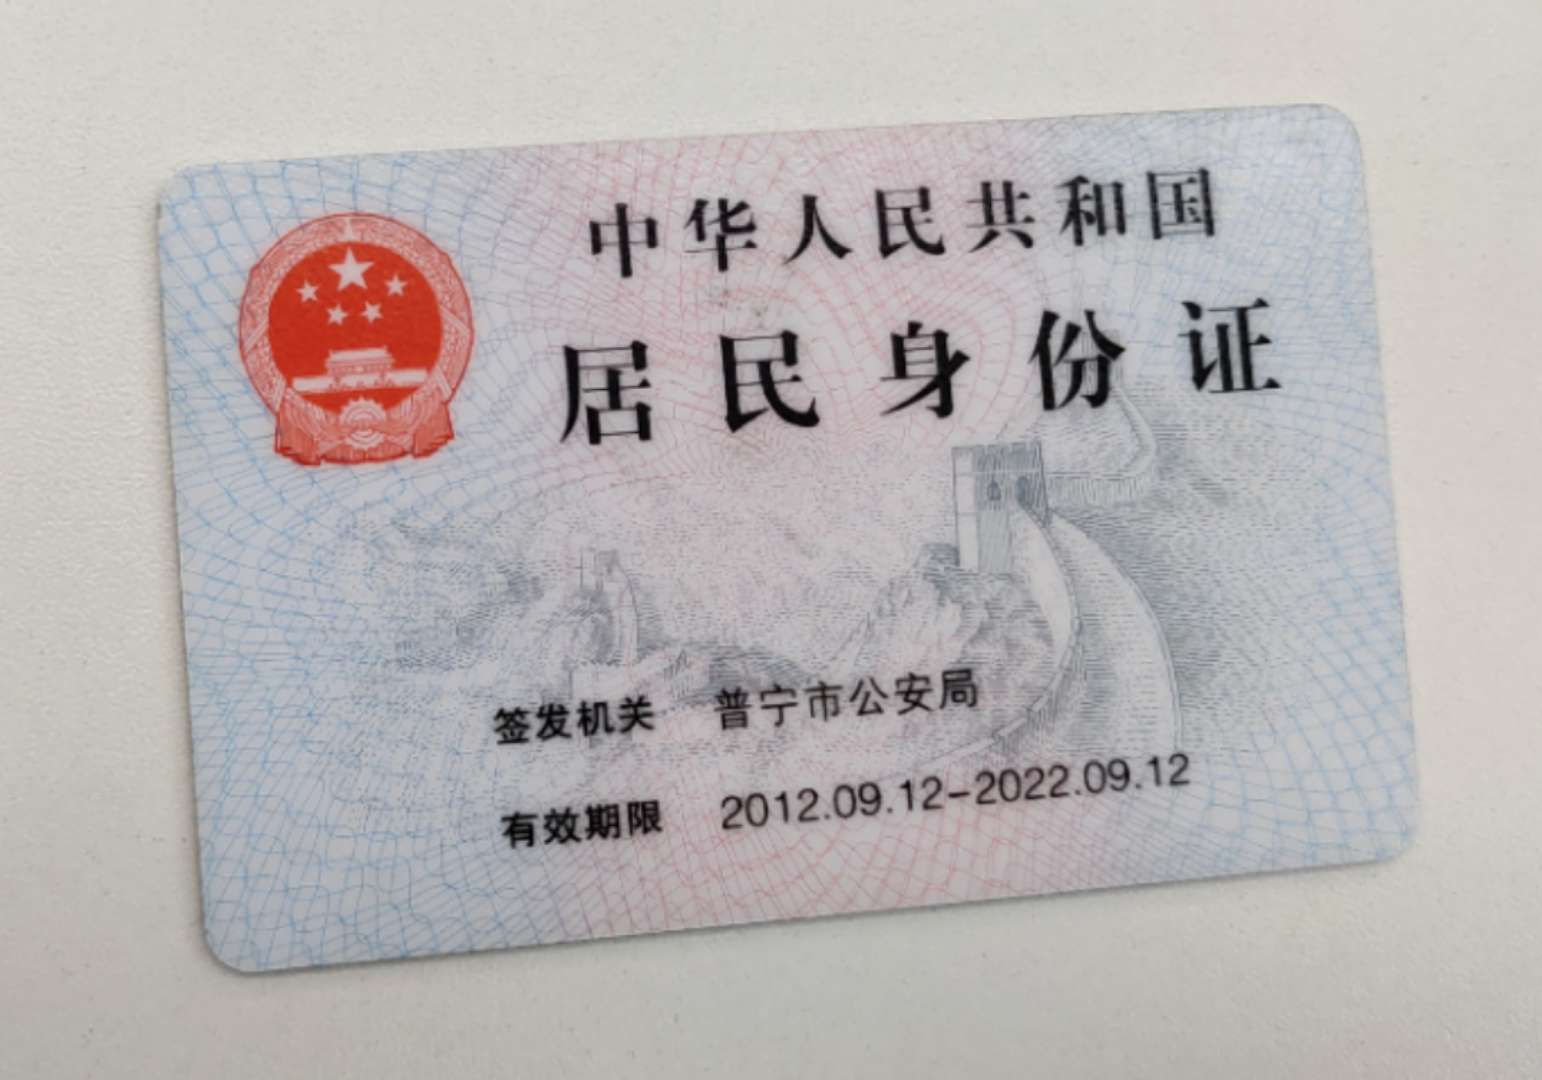 中华人民共和国
居民身份证
签发机关 普宁市公安局
有效期限 2012.09.12-2022.09.12